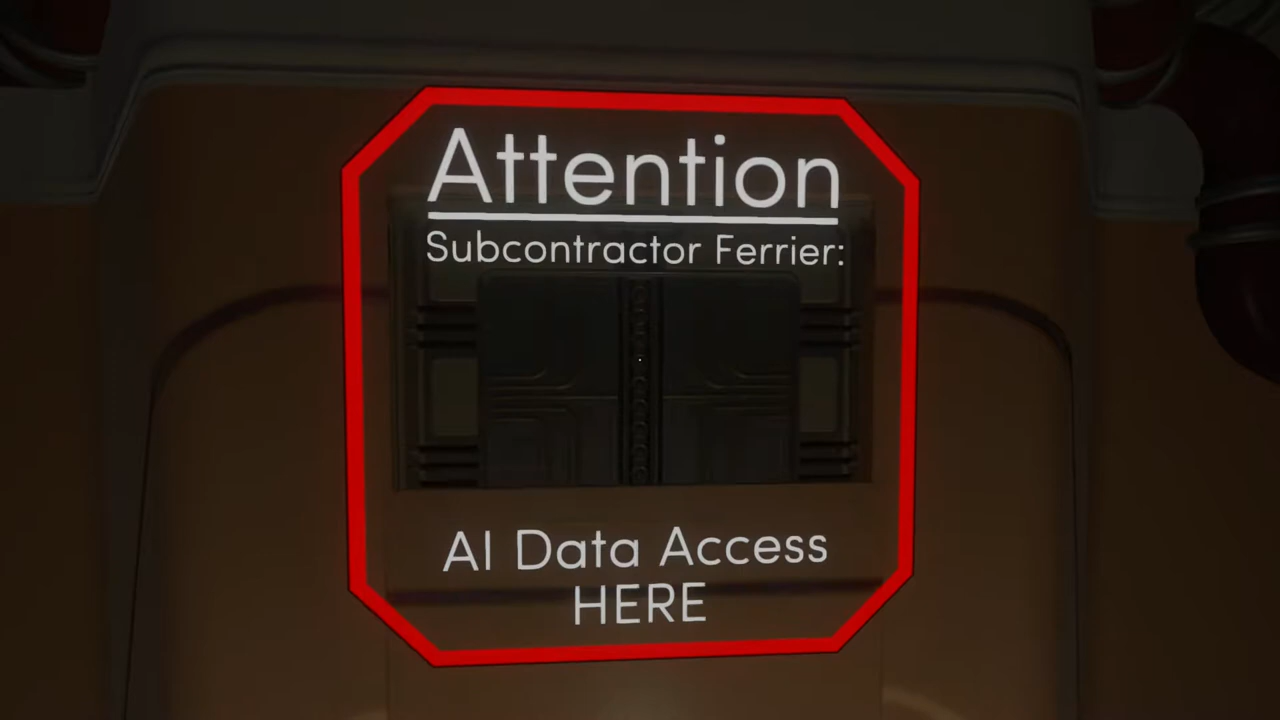 Attention
Subcontractor Ferrier:
AI Data Access
HERE